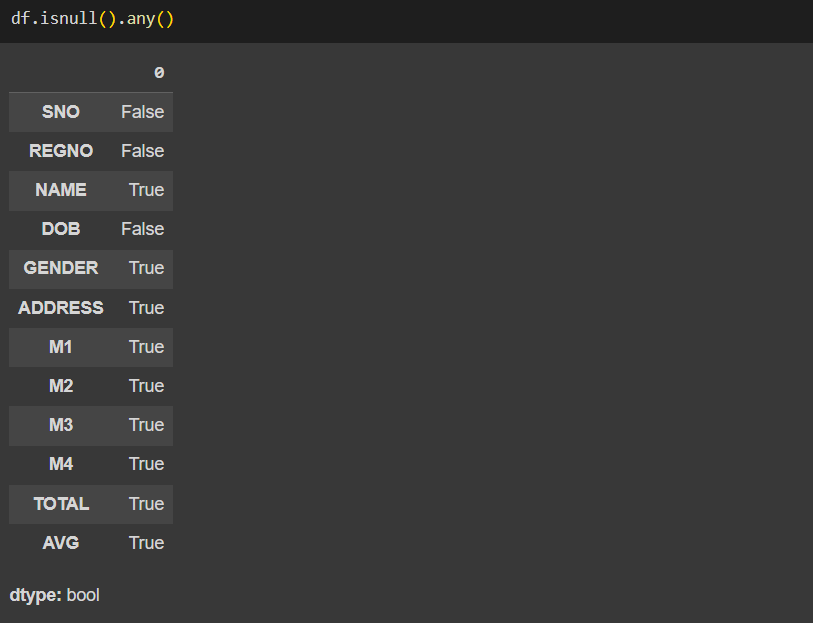 df.isnull().any()
0
SNO False
REGNO False
NAME True
DOB False
GENDER True
ADDRESS True
M1 True
M2 True
M3 True
M4 True
TOTAL True
AVG True
dtype: bool